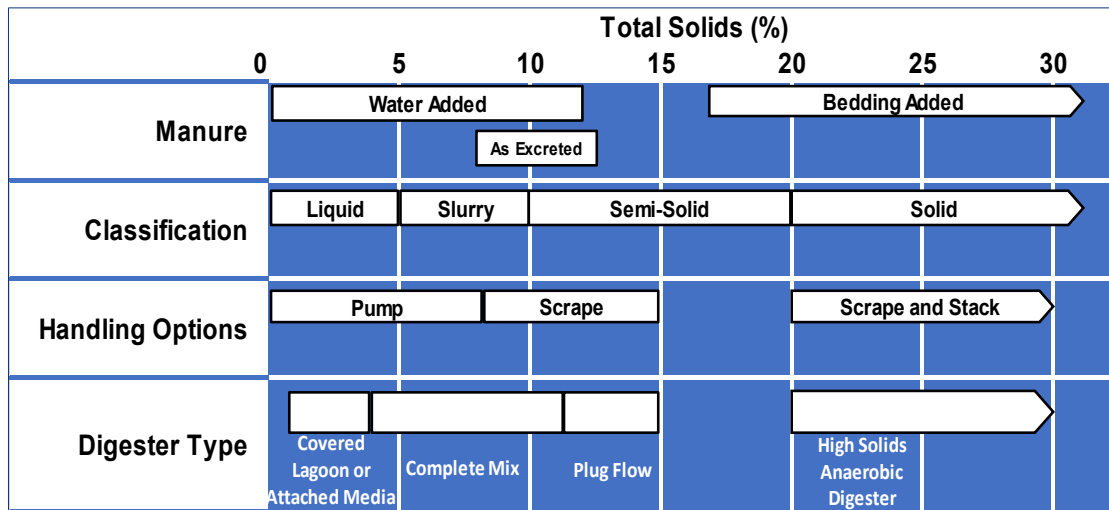 Total Solids (%)
0 5 10 15 20 25 30
Manure
Water Added
Bedding Added
As Excreted
Classification
Liquid
Slurry
Semi-Solid
Solid
Handling Options
Pump
Scrape
Scrape and Stack
Digester Type
Covered
Lagoon or
Attached Media
Complete Mix
Plug Flow
High Solids
Anaerobic
Digester